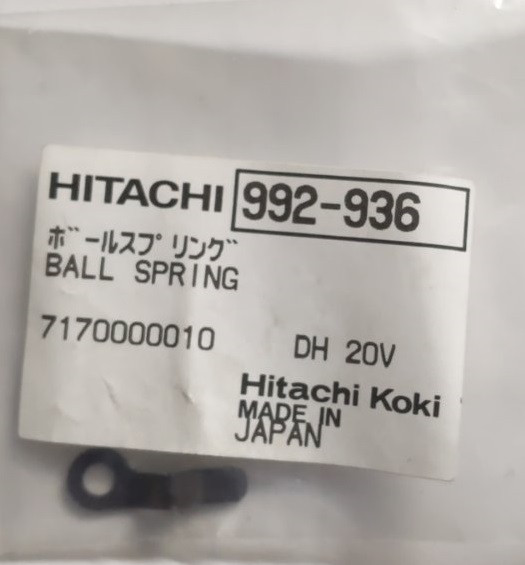 HITACHI 992-936
ボールスプリング
BALL SPRING
7170000010 DH 20V
Hitachi Koki
MADE IN
JAPAN